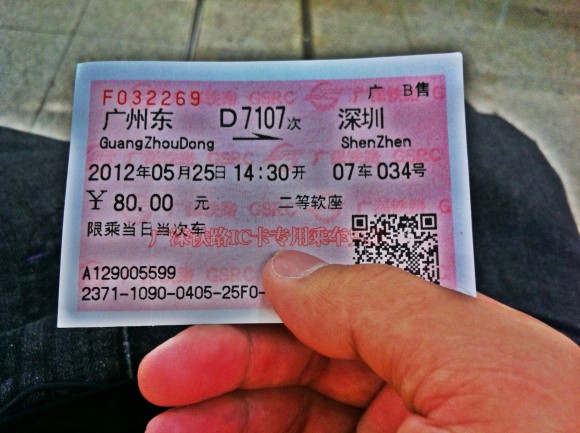 F032269 广 B售
广州东 D7107次 深圳
GuangZhouDong ShenZhen
2012年05月25日 14:30开 07车 034号
¥ 80.00 元 二等软座
限乘当日当次车
广深铁路IC卡专用乘车
A129005599
2371-1090-0405-25F0-